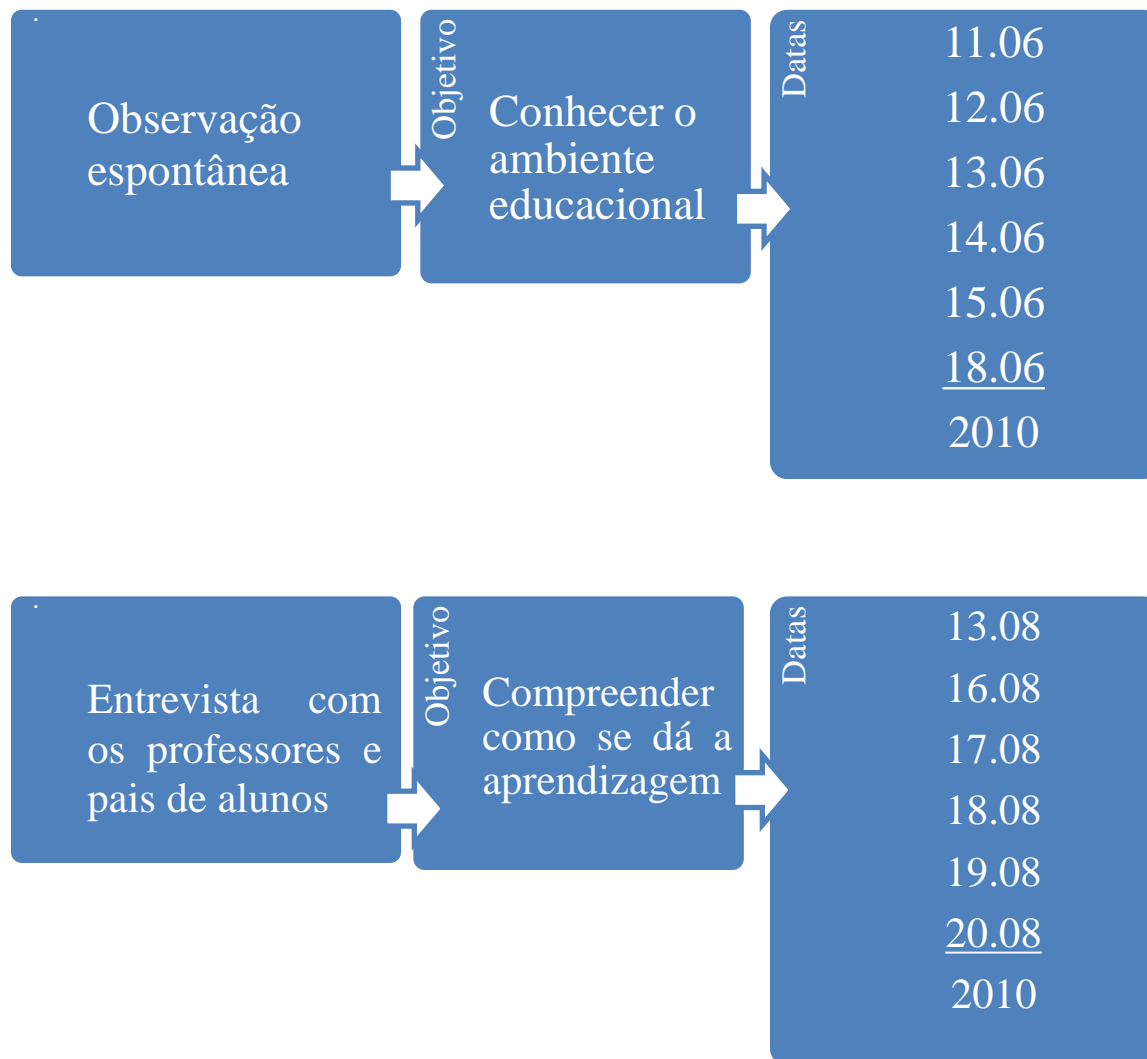 .
Observação
espontânea
Objetivo
Conhecer o
ambiente
educacional
Datas
11.06
12.06
13.06
14.06
15.06
18.06
2010
.
Entrevista com
os professores e
pais de alunos
Objetivo
Compreender
como se dá a
aprendizagem
Datas
13.08
16.08
17.08
18.08
19.08
20.08
2010